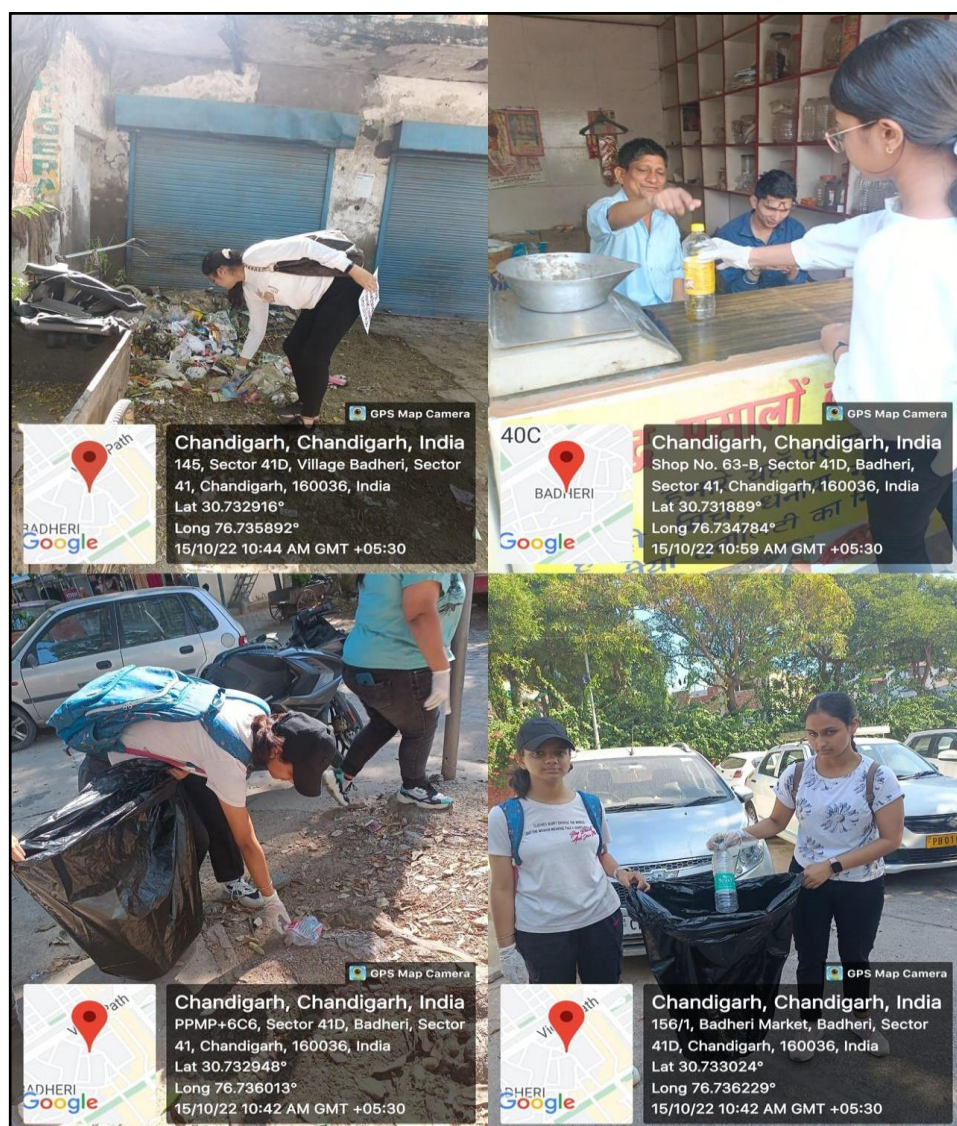 GPS Map Camera
Google
Chandigarh, Chandigarh, India
145, Sector 41D, Village Badheri, Sector
41, Chandigarh, 160036, India
Lat 30.732916°
Long 76.735892°
15/10/22 10:44 AM GMT +05:30
GPS Map Camera
40C
BADHERI
Google
Chandigarh, Chandigarh, India
Shop No. 63-B, Sector 41D, Badheri,
Sector 41, Chandigarh, 160036, India
Lat 30.731889°
Long 76.734784°
15/10/22 10:59 AM GMT +05:30
GPS Map Camera
Google
Chandigarh, Chandigarh, India
PPMP+6C6, Sector 41D, Badheri, Sector
41, Chandigarh, 160036, India
Lat 30.732948°
Long 76.736013°
15/10/22 10:42 AM GMT +05:30
PB01
GPS Map Camera
Google
Chandigarh, Chandigarh, India
156/1, Badheri Market, Badheri, Sector
41D, Chandigarh, 160036, India
Lat 30.733024°
Long 76.736229°
15/10/22 10:42 AM GMT +05:30